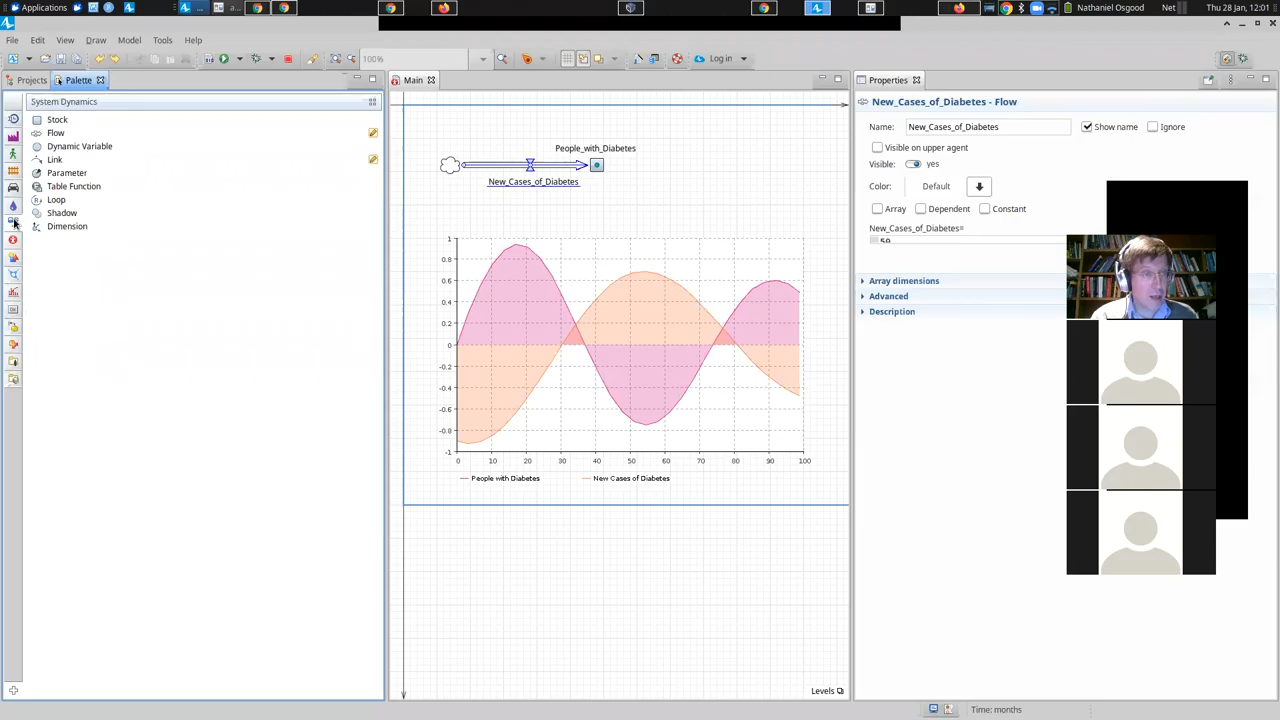 Applications
Places
...
a...
Nathaniel Osgood
Net
Thu 28 Jan, 12:01
File Edit View Draw Model Tools Help
100%
Log in
Projects
Palette
Main
Properties
System Dynamics
Stock
Flow
Dynamic Variable
Link
Parameter
Table Function
Loop
Shadow
Dimension
People_with_Diabetes
New_Cases_of_Diabetes
1
0.8
0.6
0.4
0.2
0
-0.2
-0.4
-0.6
-0.8
-1
0 10 20 30 40 50 60 70 80 90 100
People with Diabetes
New Cases of Diabetes
Levels
New_Cases_of_Diabetes - Flow
Name: New_Cases_of_Diabetes Show name Ignore
Visible on upper agent
Visible: yes
Color: Default
Array Dependent Constant
New_Cases_of_Diabetes=
50
Array dimensions
Advanced
Description
Time: months